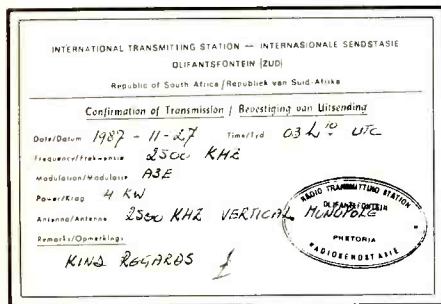 INTERNATIONAL TRANSMITTING STATION — INTERNASIONALE SENDSTASIE
OLIFANTSFONTEIN (ZUD)
Republic of South Africa / Republiek van Suid-Afrika
Confirmation of Transmission / Bevestiging van Uitsending
Date/Datum 1987-11-27 Time/Tyd 03 h 10 UTC
Frequency/Frekwensie 2500 KHZ
Modulation/Modulasie A3E
Power/Krag 4 KW
Antenna/Antenne 2500 KHZ VERTICAL MONOPOLE
Remarks/Opmerkings
KIND REGARDS
RADIO TRANSMITTING STATION
OLIFANTSFONTEIN
PRETORIA
RADIOSENDSTASIE